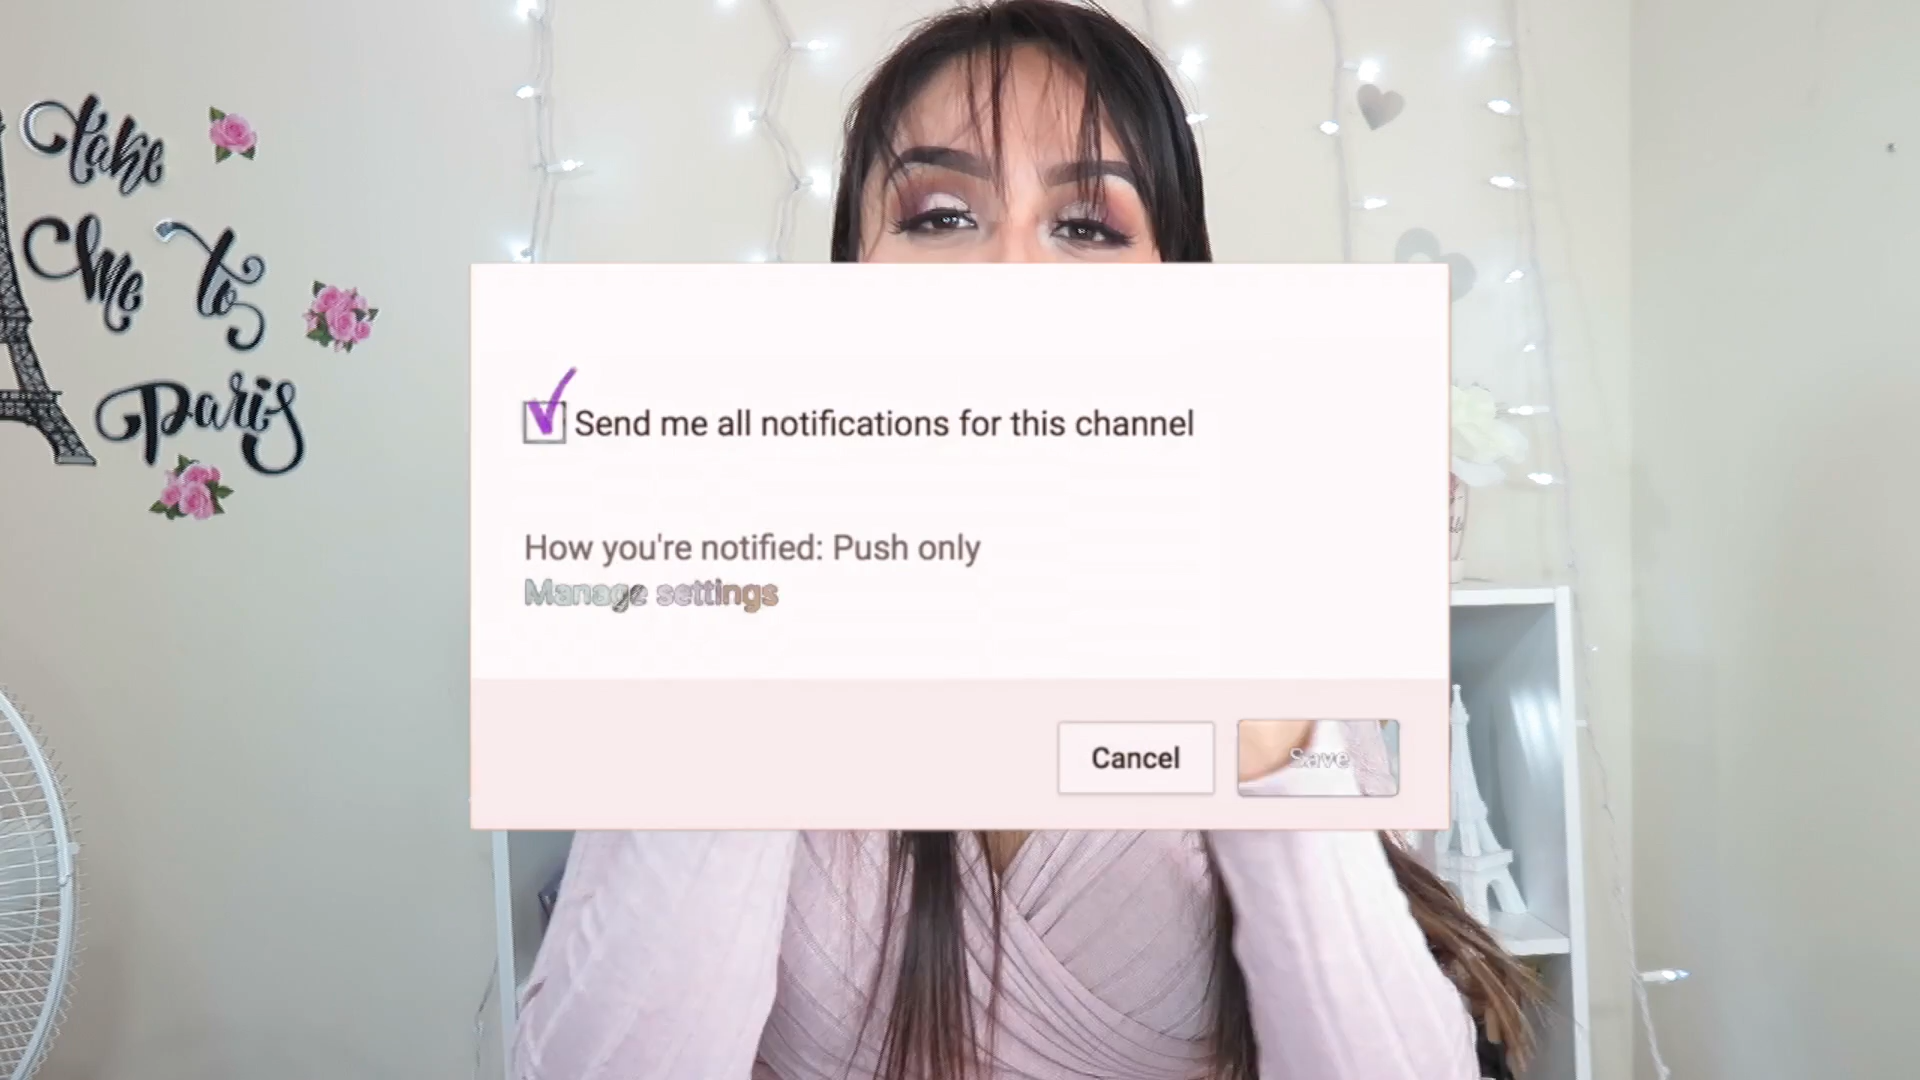 take
me to
Paris
Send me all notifications for this channel
How you're notified: Push only
Manage settings
Cancel
Save